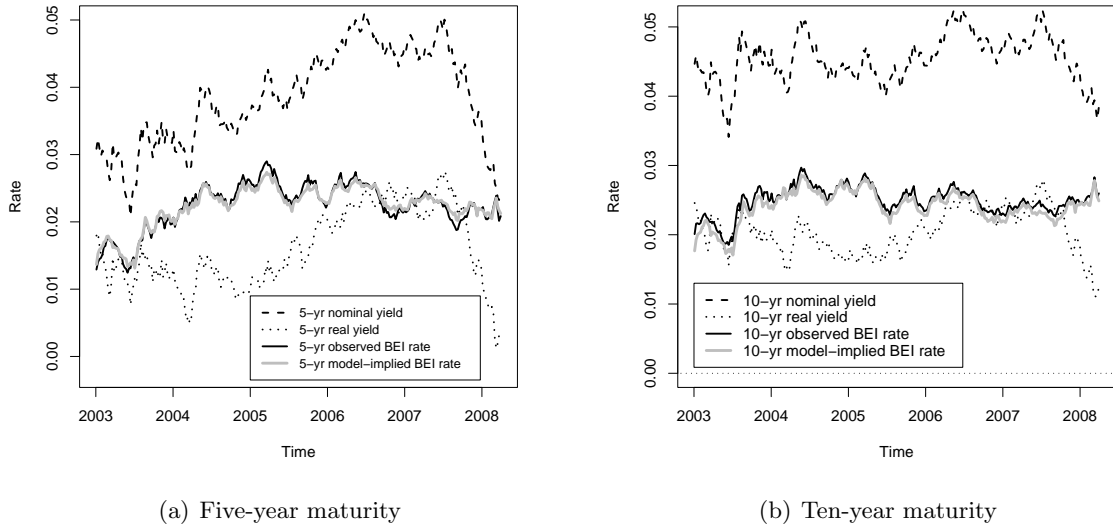 0.00 0.01 0.02 0.03 0.04 0.05
Rate
2003 2004 2005 2006 2007 2008
Time
5−yr nominal yield
5−yr real yield
5−yr observed BEI rate
5−yr model−implied BEI rate
(a) Five-year maturity
0.00 0.01 0.02 0.03 0.04 0.05
Rate
2003 2004 2005 2006 2007 2008
Time
10−yr nominal yield
10−yr real yield
10−yr observed BEI rate
10−yr model−implied BEI rate
(b) Ten-year maturity